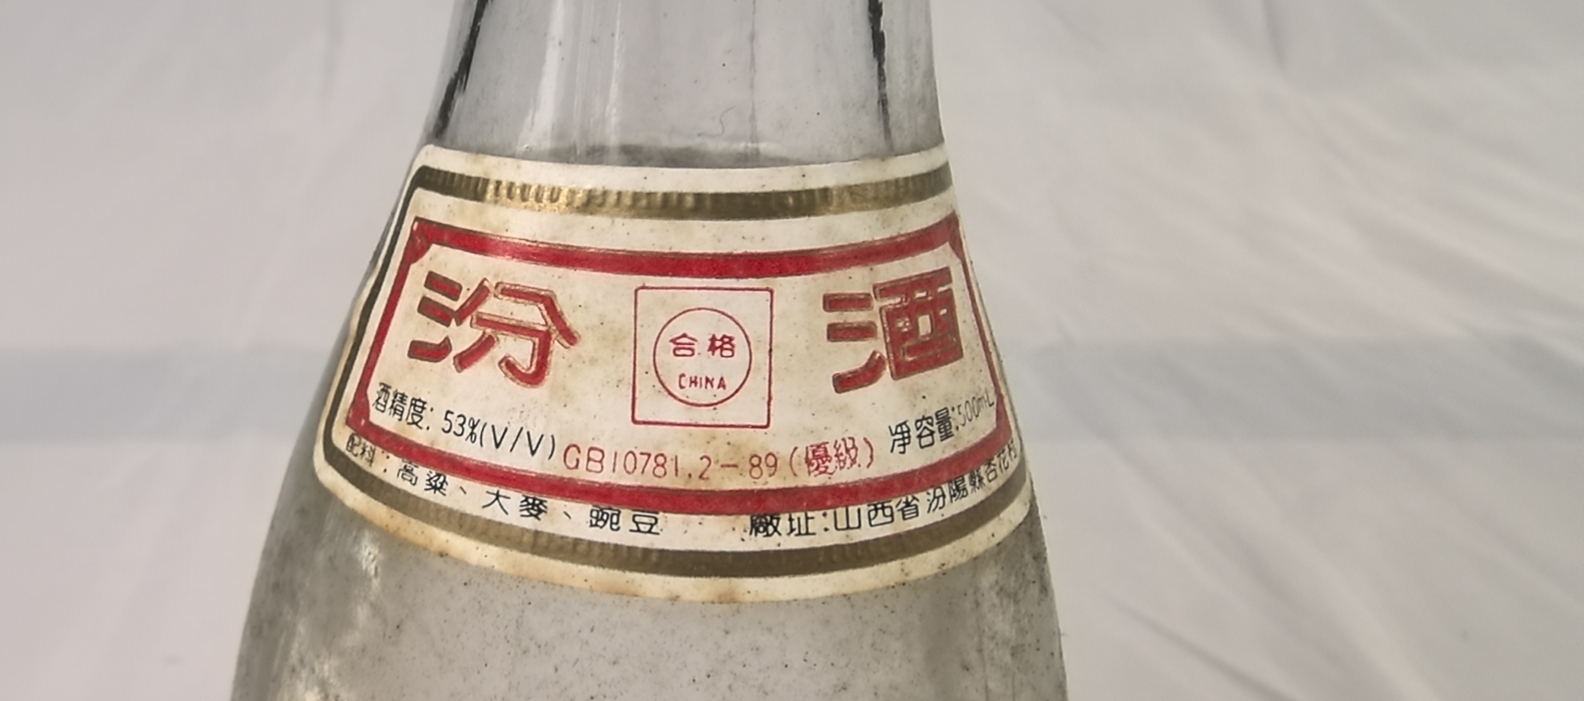 汾 酒
合格
CHINA
酒精度: 53%(V/V) GB10781.2-89(優級) 净容量:500mL
配料:高粱、大麥、豌豆 廠址:山西省汾陽縣杏花村